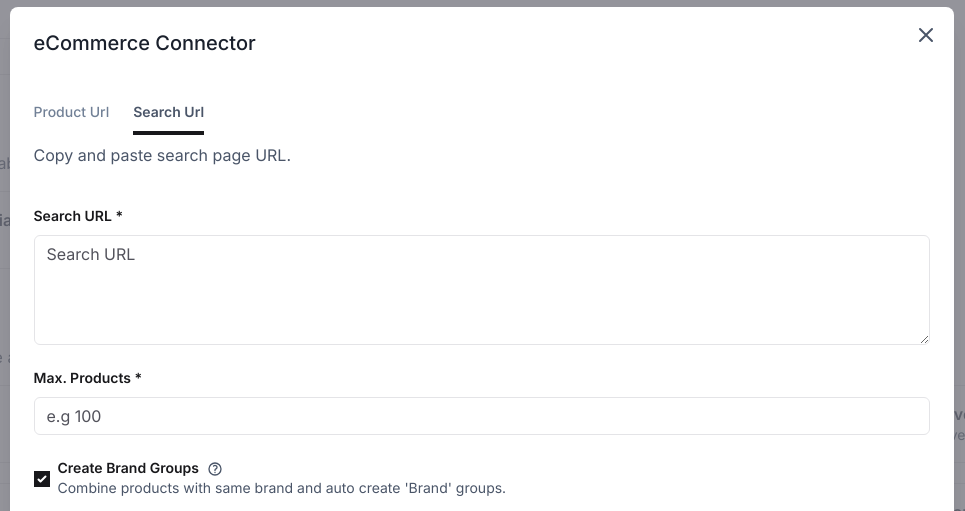 eCommerce Connector
Product Url Search Url
Copy and paste search page URL.
Search URL *
Search URL
Max. Products *
e.g 100
Create Brand Groups
Combine products with same brand and auto create 'Brand' groups.